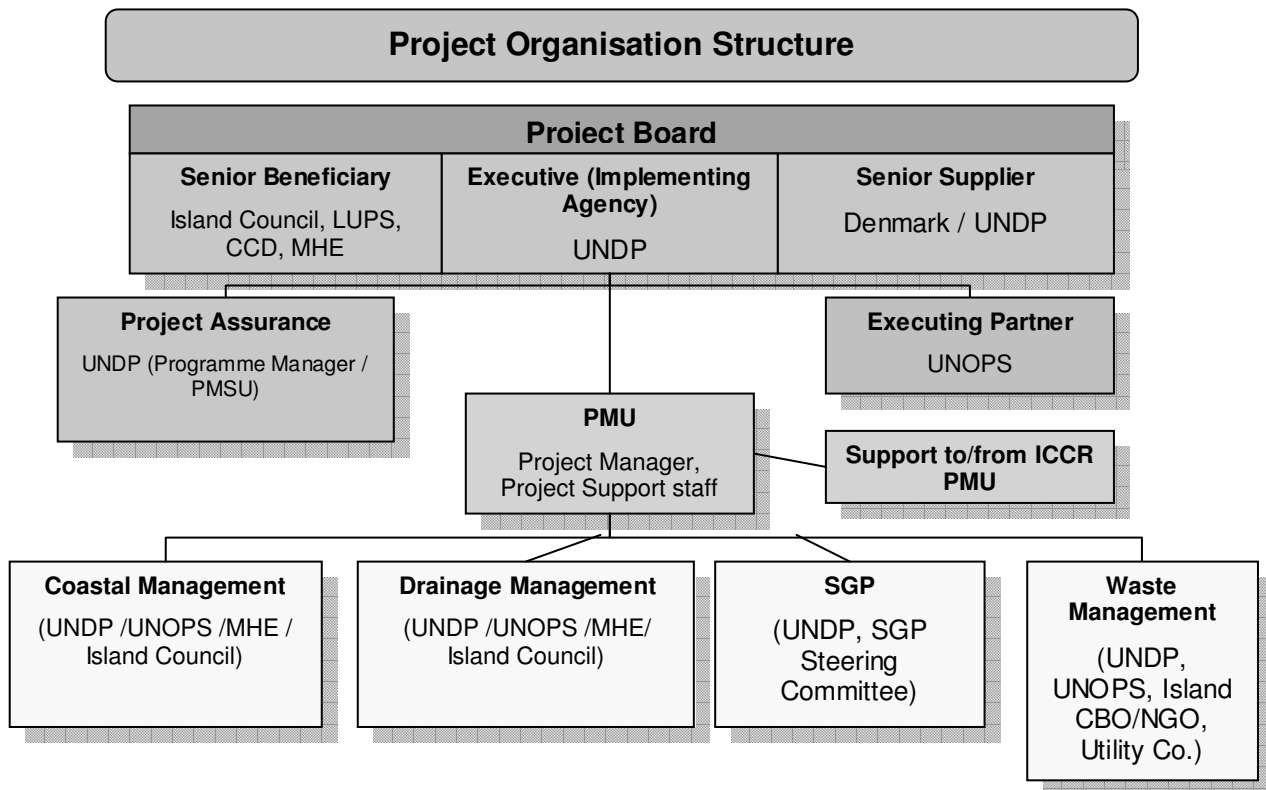 Project Organisation Structure
Project Board
Senior Beneficiary
Island Council, LUPS,
CCD, MHE
Executive (Implementing
Agency)
UNDP
Senior Supplier
Denmark / UNDP
Project Assurance
UNDP (Programme Manager /
PMSU)
Executing Partner
UNOPS
PMU
Project Manager,
Project Support staff
Support to/from ICCR
PMU
Coastal Management
(UNDP /UNOPS /MHE /
Island Council)
Drainage Management
(UNDP /UNOPS /MHE/
Island Council)
SGP
(UNDP, SGP
Steering
Committee)
Waste
Management
(UNDP,
UNOPS, Island
CBO/NGO,
Utility Co.)